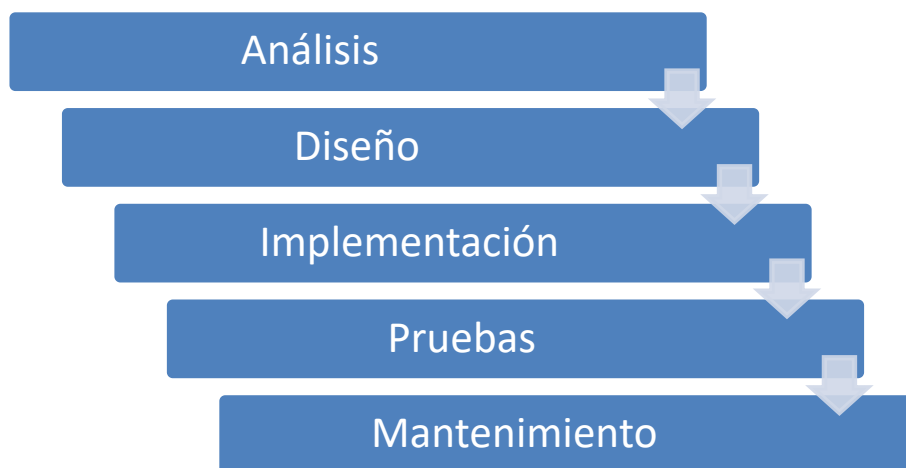 Análisis
Diseño
Implementación
Pruebas
Mantenimiento